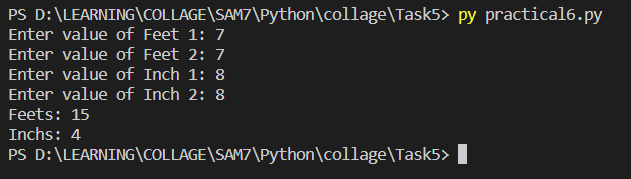 PS D:\LEARNING\COLLAGE\SAM7\Python\collage\Task5> py practical6.py
Enter value of Feet 1: 7
Enter value of Feet 2: 7
Enter value of Inch 1: 8
Enter value of Inch 2: 8
Feets: 15
Inchs: 4
PS D:\LEARNING\COLLAGE\SAM7\Python\collage\Task5>